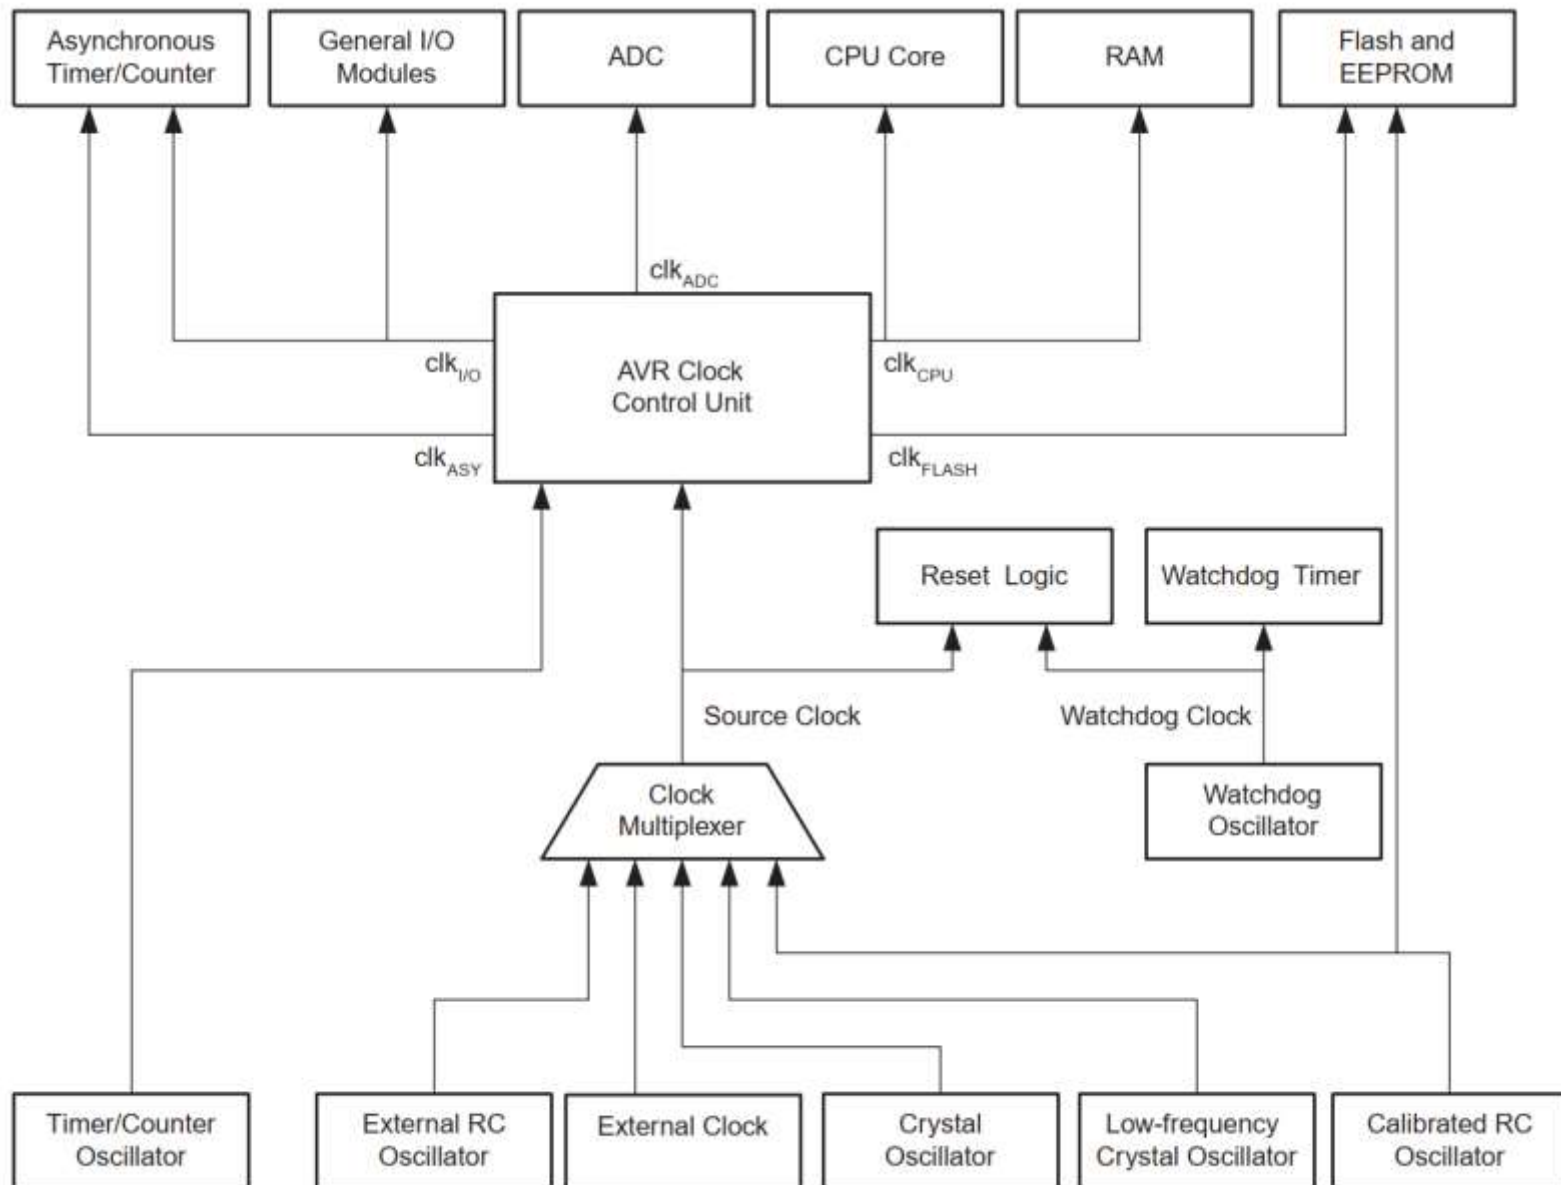 Asynchronous
Timer/Counter
General I/O
Modules
ADC
CPU Core
RAM
Flash and
EEPROM
clkADC
clkI/O
AVR Clock
Control Unit
clkCPU
clkASY
clkFLASH
Reset Logic
Watchdog Timer
Source Clock
Watchdog Clock
Clock
Multiplexer
Watchdog
Oscillator
Timer/Counter
Oscillator
External RC
Oscillator
External Clock
Crystal
Oscillator
Low-frequency
Crystal Oscillator
Calibrated RC
Oscillator